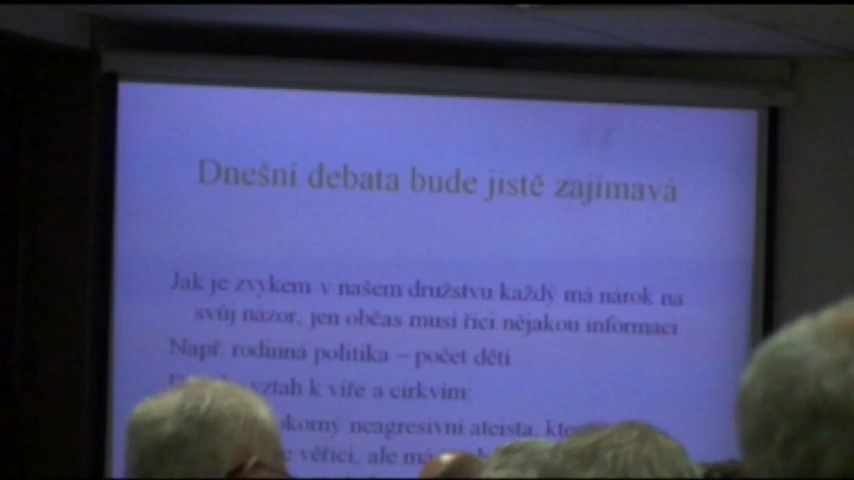 Dnešní debata bude jistě zajímavá
Jak je zvykem v našem družstvu každý má nárok na
svůj názor, jen občas musí říci nějakou informaci
Např. rodinná politika – počet dětí
vztah k víře a církvím:
neagresivní ateista,
věřící, ale